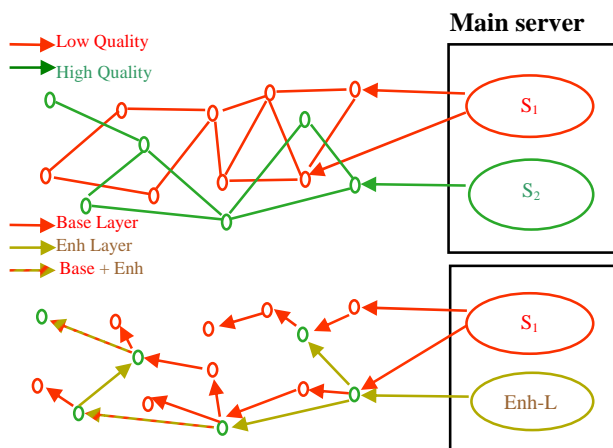 Main server
Low Quality
High Quality
S1
S2
Base Layer
Enh Layer
Base + Enh
S1
Enh-L